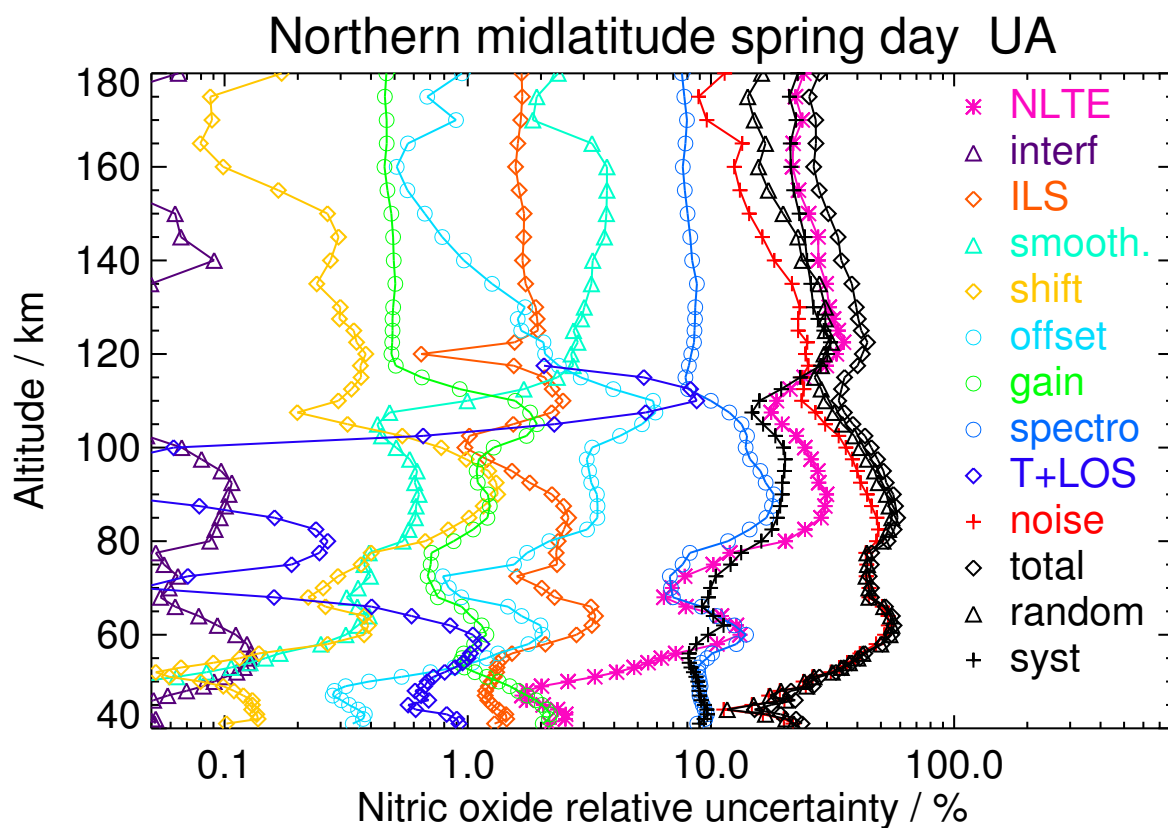 Northern midlatitude spring day UA
Altitude / km
180
160
140
120
100
80
60
40
0.1 1.0 10.0 100.0
Nitric oxide relative uncertainty / %
NLTE
interf
ILS
smooth.
shift
offset
gain
spectro
T+LOS
noise
total
random
syst